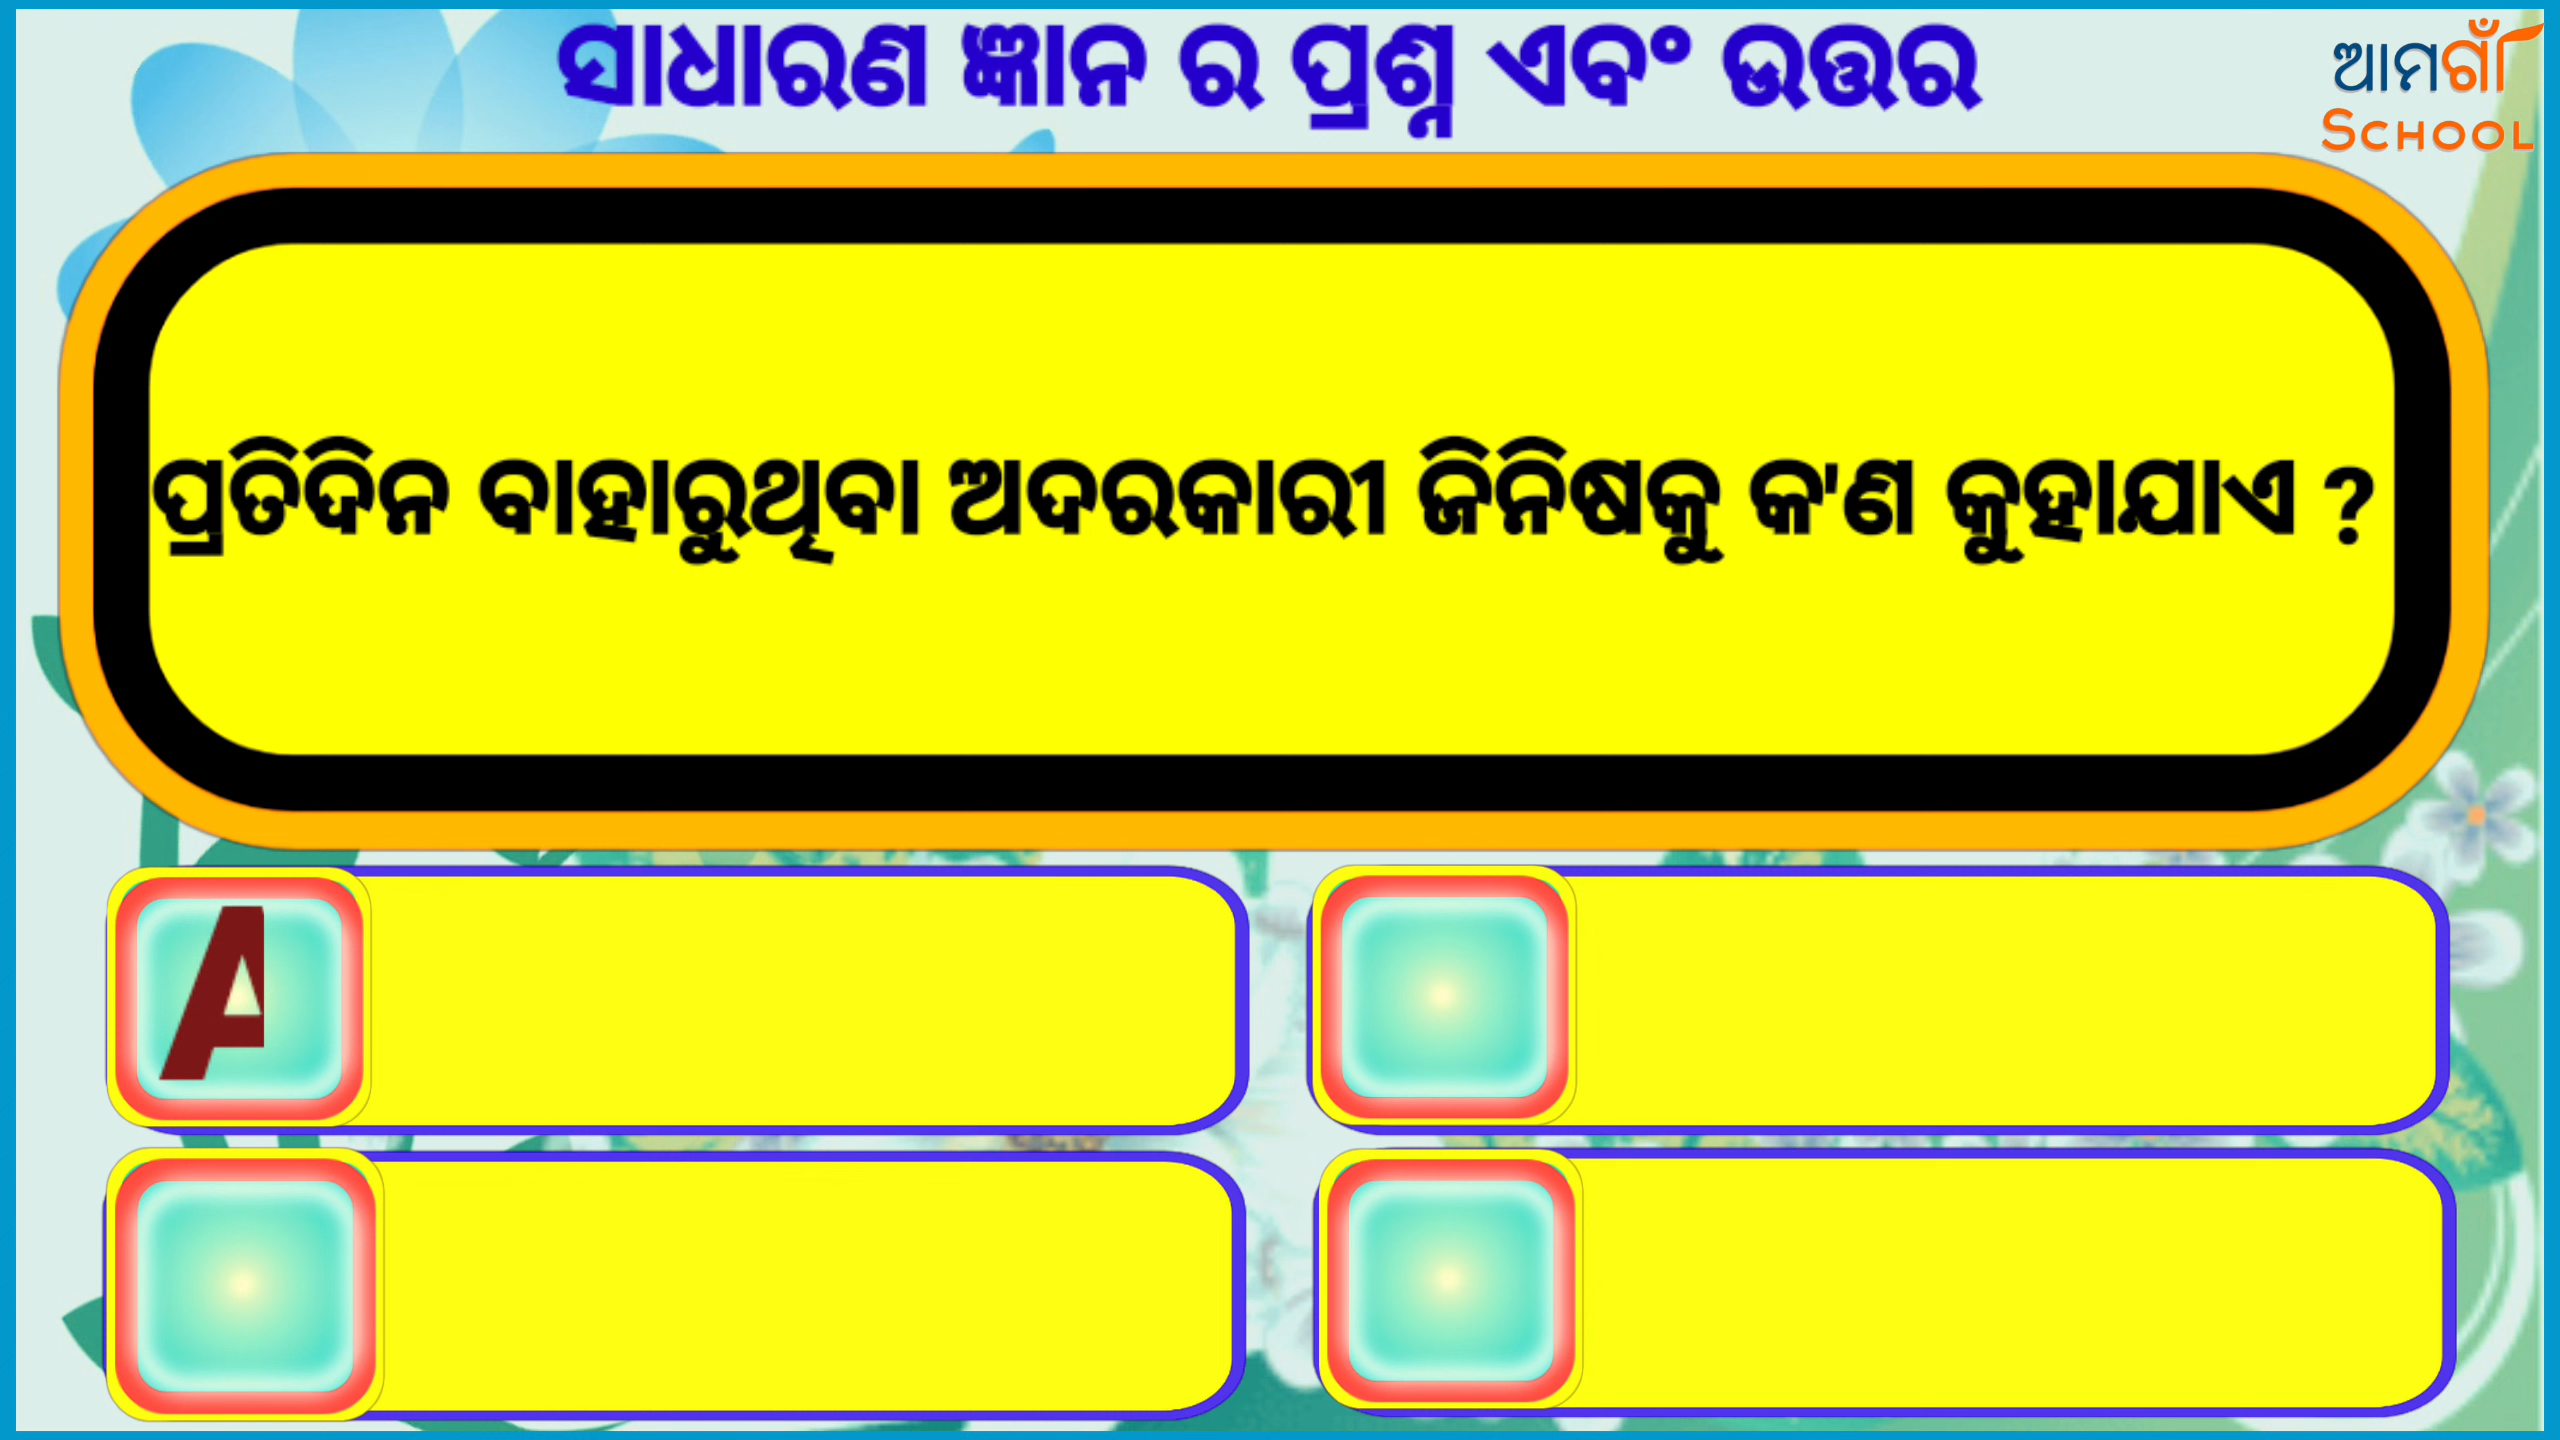 ସାଧାରଣ ଜ୍ଞାନ ର ପ୍ରଶ୍ନ ଏବଂ ଉତ୍ତର
ଆମଗାଁ
SCHOOL
ପ୍ରତିଦିନ ବାହାରୁଥିବା ଅଦରକାରୀ ଜିନିଷକୁ କ'ଣ କୁହାଯାଏ ?
A